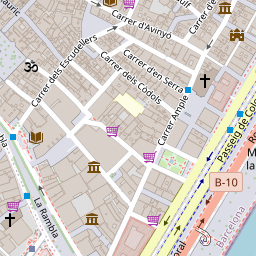 Carrer d'Avinyó
Carrer d'en Serra
Carrer dels Escudellers
Carrer dels Còdols
Carrer Ample
Passeig de Col
La Rambla
B-10
Barcelona